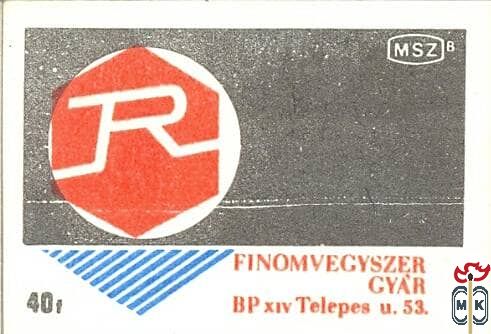 MSZ B
R
FINOMVEGYSZER
GYÁR
40f
BP XIV Telepes u. 53.
MK